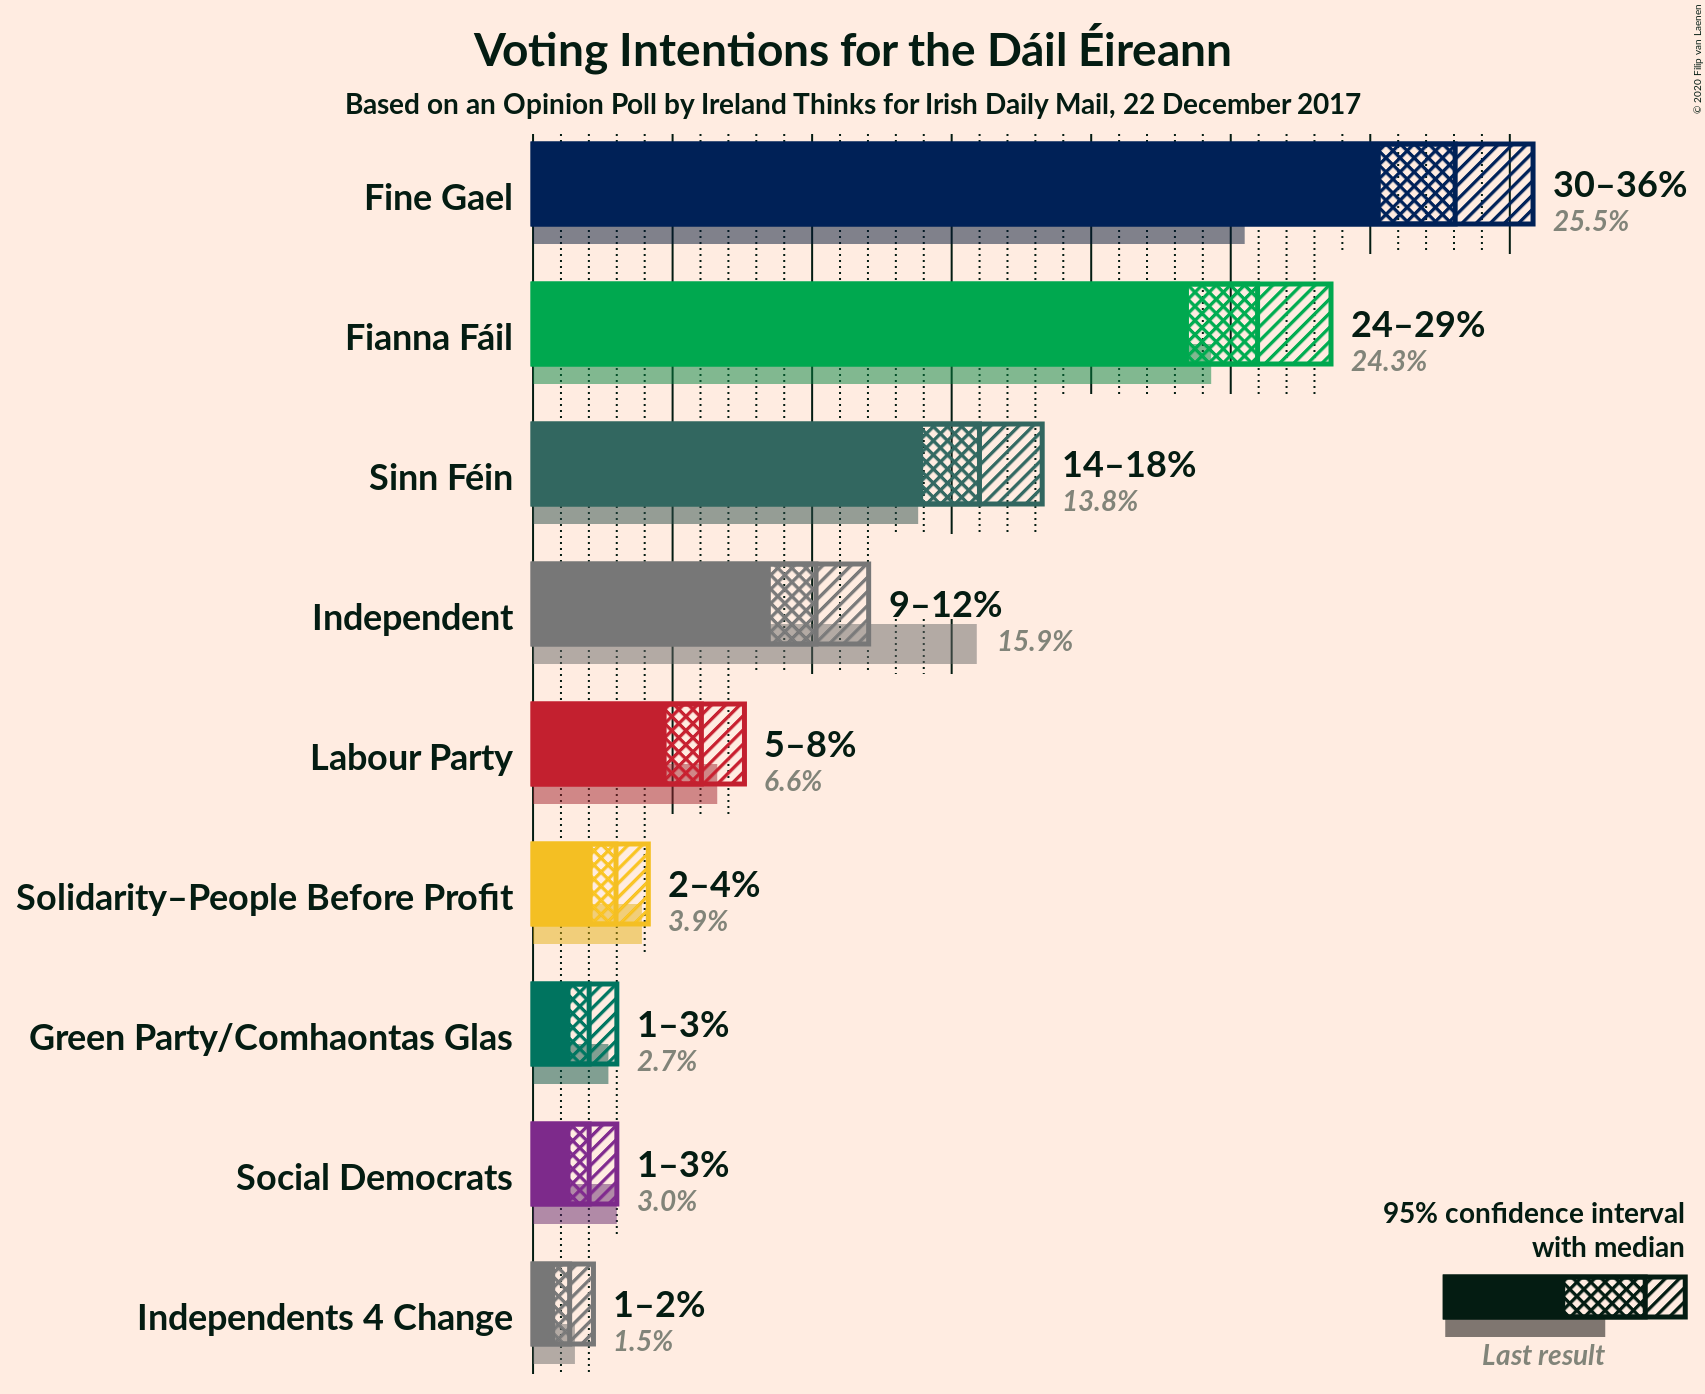 Voting Intentions for the Dáil Éireann
Based on an Opinion Poll by Ireland Thinks for Irish Daily Mail, 22 December 2017
© 2020 Filip van Laenen
Fine Gael
30–36%
25.5%
Fianna Fáil
24–29%
24.3%
Sinn Féin
14–18%
13.8%
Independent
9–12%
15.9%
Labour Party
5–8%
6.6%
Solidarity–People Before Profit
2–4%
3.9%
Green Party/Comhaontas Glas
1–3%
2.7%
Social Democrats
1–3%
3.0%
Independents 4 Change
1–2%
1.5%
95% confidence interval
with median
Last result